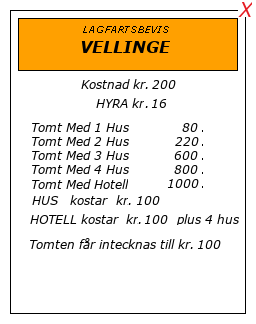 X
LAGFARTSBEVIS
VELLINGE
Kostnad kr. 200
HYRA kr. 16
Tomt Med 1 Hus 80 .
Tomt Med 2 Hus 220 .
Tomt Med 3 Hus 600 .
Tomt Med 4 Hus 800 .
Tomt Med Hotell 1000 .
HUS kostar kr. 100
HOTELL kostar kr. 100 plus 4 hus
Tomten får intecknas till kr. 100